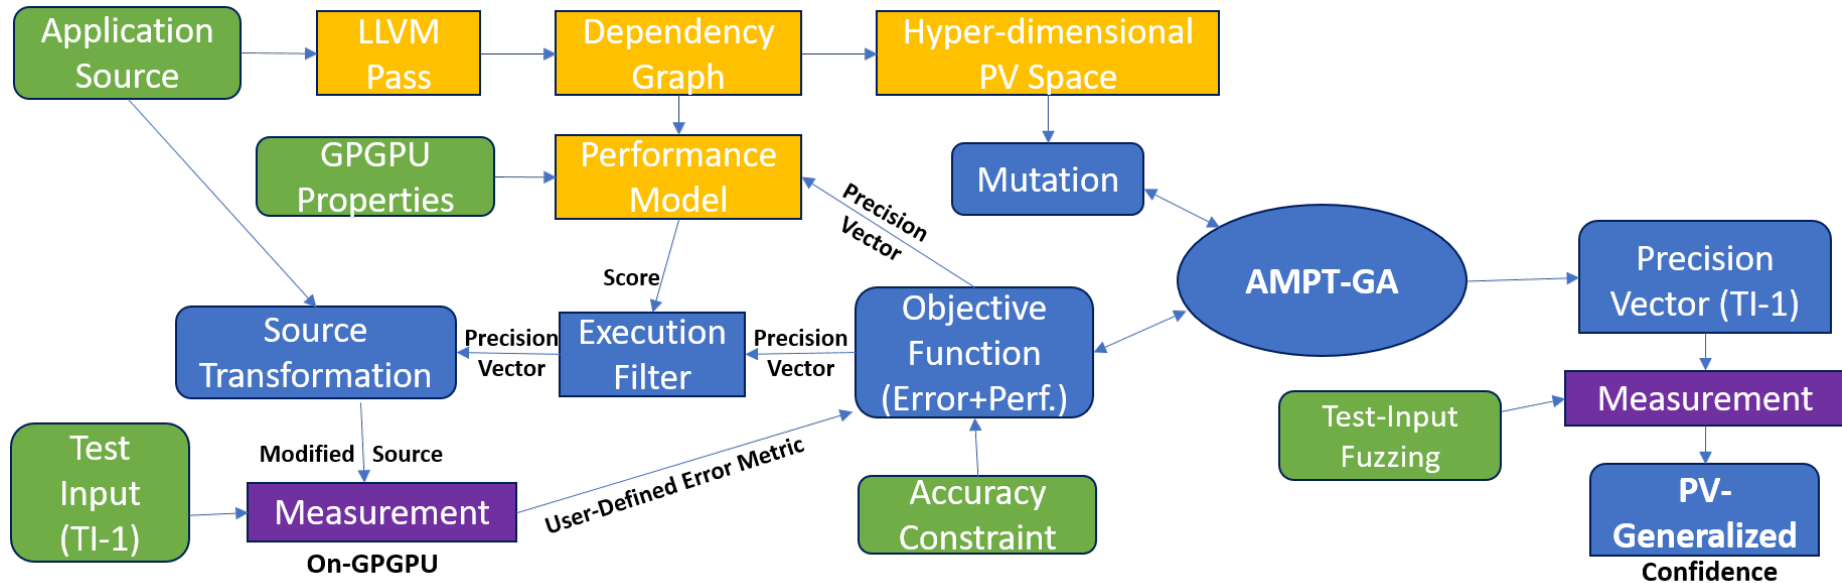 Application
Source
LLVM
Pass
Dependency
Graph
Hyper-dimensional
PV Space
GPGPU
Properties
Performance
Model
Mutation
Precision
Vector
AMPT-GA
Precision
Vector (TI-1)
Score
Source
Transformation
Precision
Vector
Execution
Filter
Precision
Vector
Objective
Function
(Error+Perf.)
Measurement
Test-Input
Fuzzing
Test
Input
(TI-1)
Modified Source
Measurement
On-GPGPU
User-Defined Error Metric
Accuracy
Constraint
PV-
Generalized
Confidence